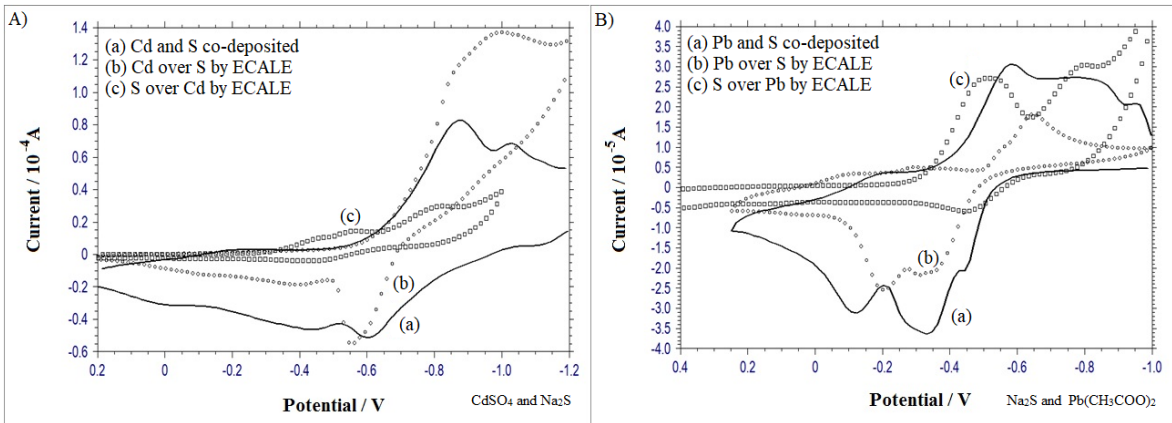 A)
(a) Cd and S co-deposited
(b) Cd over S by ECALE
(c) S over Cd by ECALE
1.4
1.2
1.0
0.8
0.6
0.4
0.2
0
-0.2
-0.4
-0.6
Current / 10⁻⁴A
(c)
(b)
(a)
0.2 0 -0.2 -0.4 -0.6 -0.8 -1.0 -1.2
Potential / V
CdSO₄ and Na₂S
B)
(a) Pb and S co-deposited
(b) Pb over S by ECALE
(c) S over Pb by ECALE
4.0
3.5
3.0
2.5
2.0
1.5
1.0
0.5
-0.5
-1.0
-1.5
-2.0
-2.5
-3.0
-3.5
-4.0
Current / 10⁻⁵A
(c)
(b)
(a)
0.4 0.2 0 -0.2 -0.4 -0.6 -0.8 -1.0
Potential / V
Na₂S and Pb(CH₃COO)₂